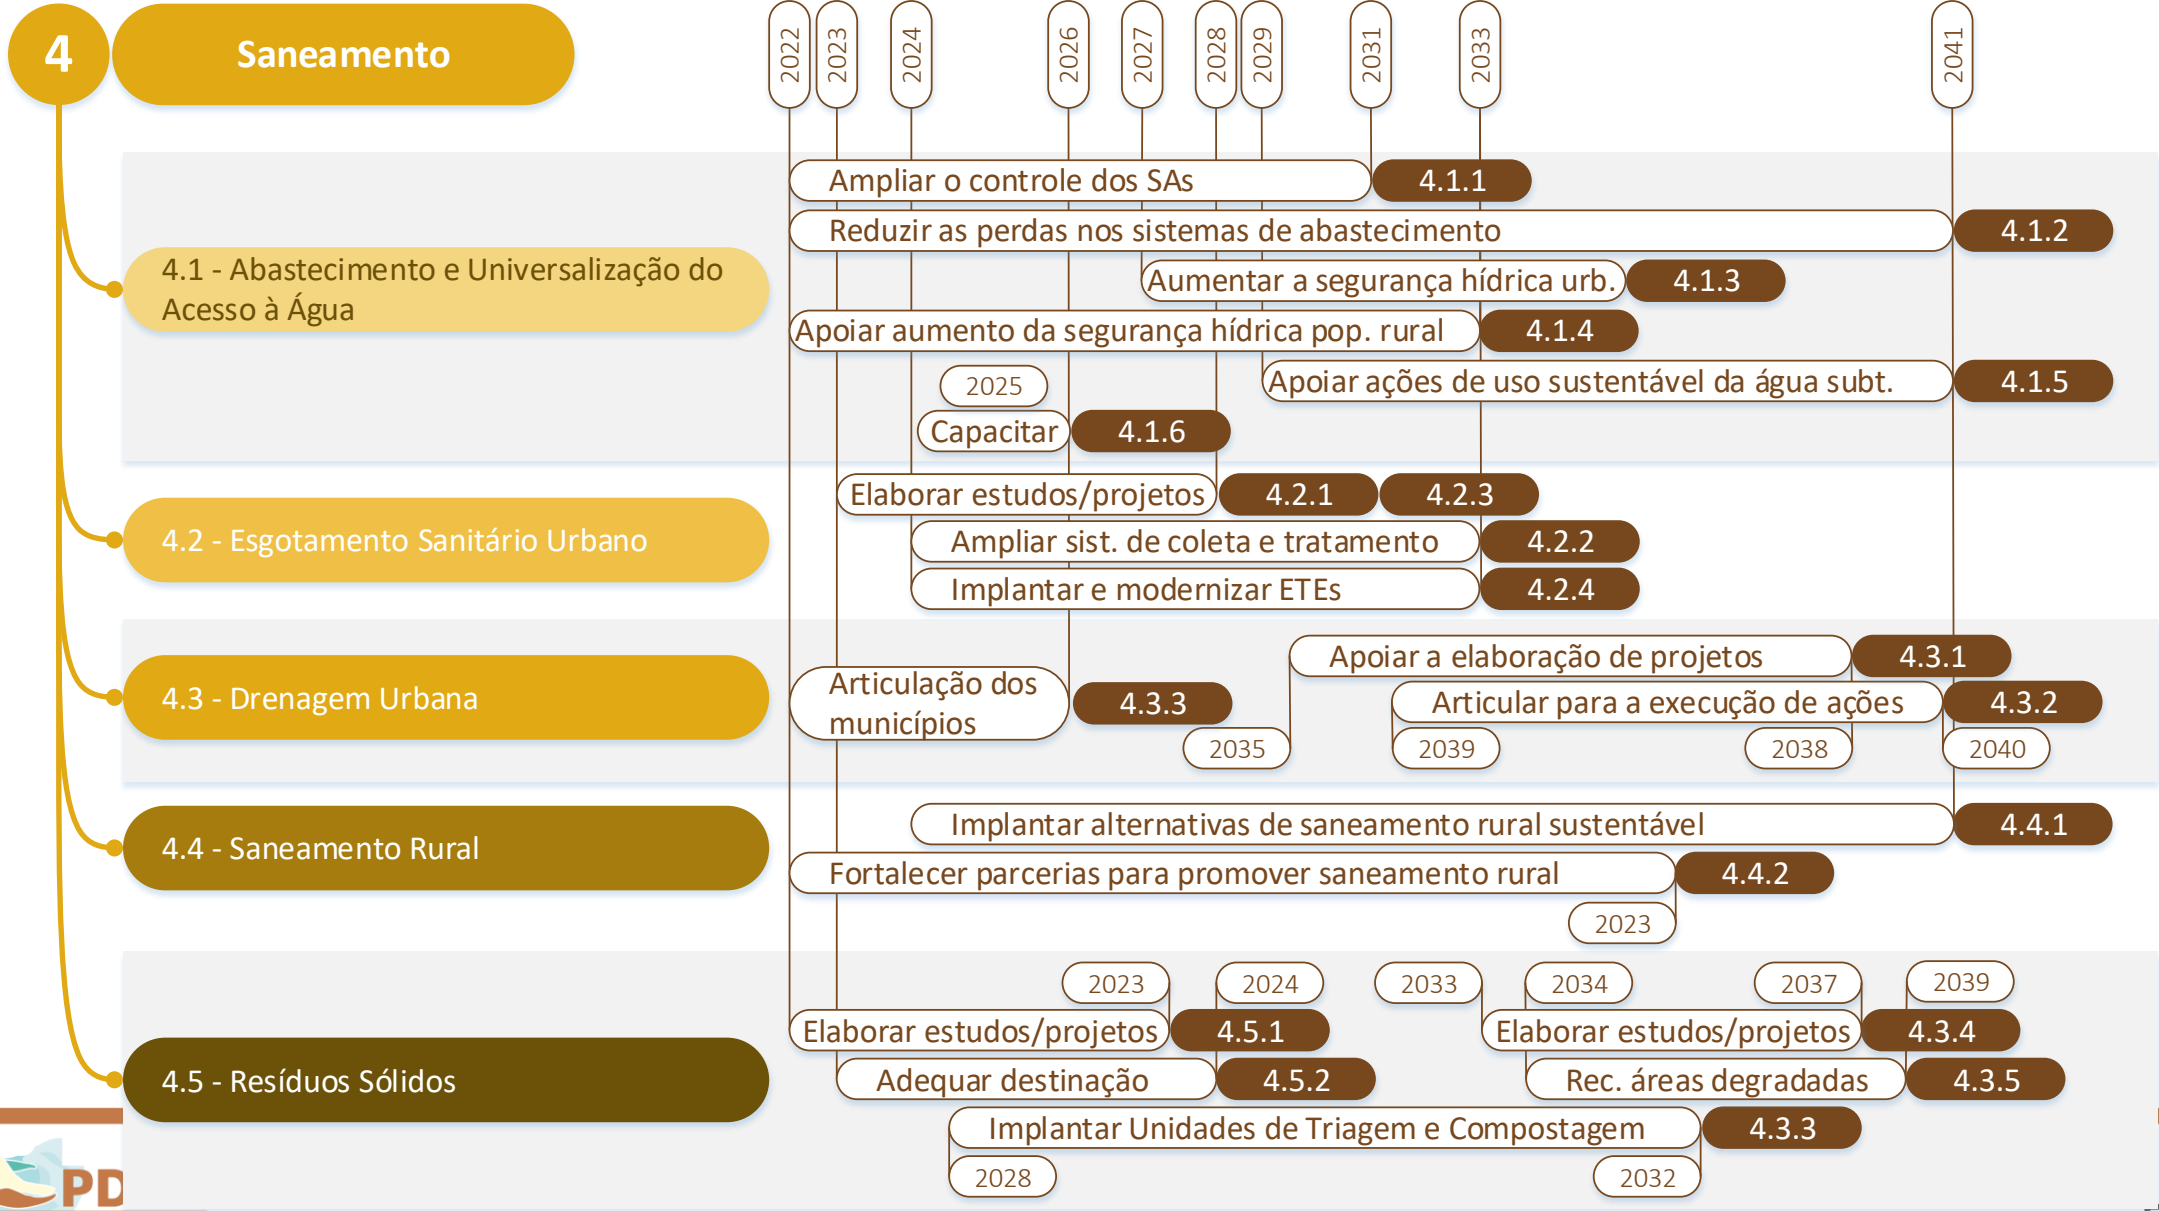 4
Saneamento
2022
2023
2024
2026
2027
2028
2029
2031
2033
2041
4.1 - Abastecimento e Universalização do
Acesso à Água
Ampliar o controle dos SAs
4.1.1
Reduzir as perdas nos sistemas de abastecimento
4.1.2
Aumentar a segurança hídrica urb.
4.1.3
Apoiar aumento da segurança hídrica pop. rural
4.1.4
Apoiar ações de uso sustentável da água subt.
4.1.5
2025
Capacitar
4.1.6
4.2 - Esgotamento Sanitário Urbano
Elaborar estudos/projetos
4.2.1
4.2.3
Ampliar sist. de coleta e tratamento
4.2.2
Implantar e modernizar ETEs
4.2.4
4.3 - Drenagem Urbana
Apoiar a elaboração de projetos
4.3.1
Articulação dos
municípios
4.3.3
Articular para a execução de ações
4.3.2
2035
2039
2038
2040
4.4 - Saneamento Rural
Implantar alternativas de saneamento rural sustentável
4.4.1
Fortalecer parcerias para promover saneamento rural
4.4.2
2023
4.5 - Resíduos Sólidos
2023
2024
2033
2034
2037
2039
Elaborar estudos/projetos
4.5.1
Elaborar estudos/projetos
4.3.4
Adequar destinação
4.5.2
Rec. áreas degradadas
4.3.5
Implantar Unidades de Triagem e Compostagem
4.3.3
2028
2032
PD